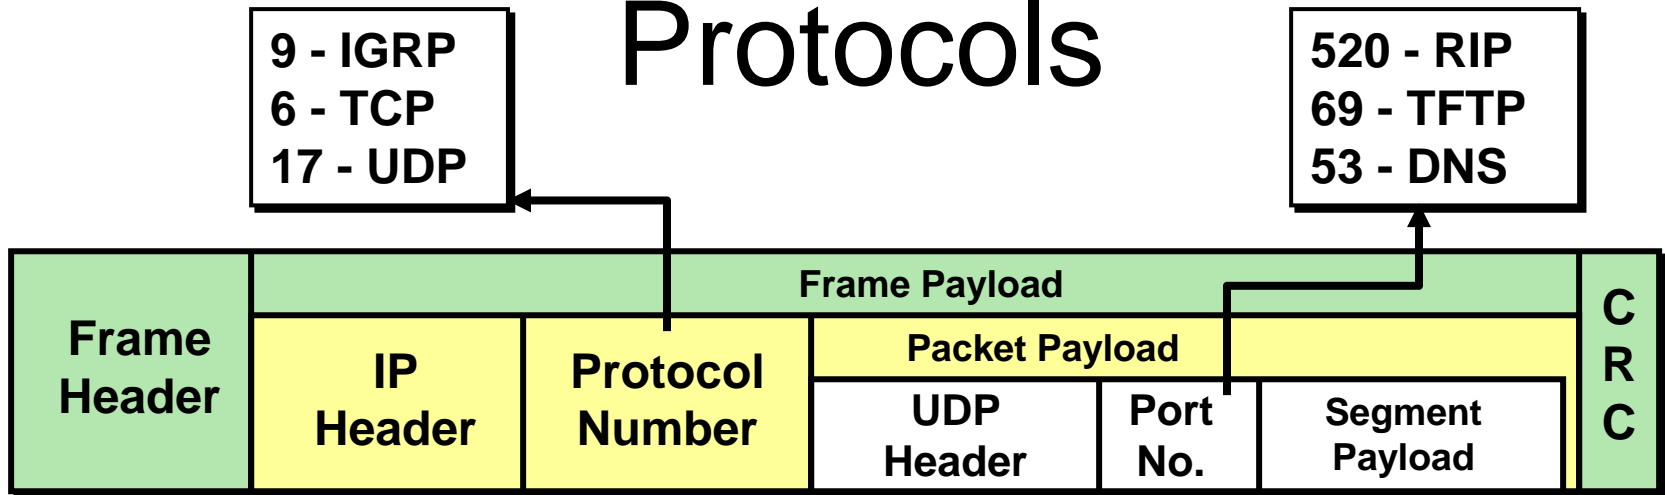 Protocols
9 - IGRP
6 - TCP
17 - UDP
520 - RIP
69 - TFTP
53 - DNS
Frame
Header
Frame Payload
IP
Header
Protocol
Number
Packet Payload
UDP
Header
Port
No.
Segment
Payload
C
R
C